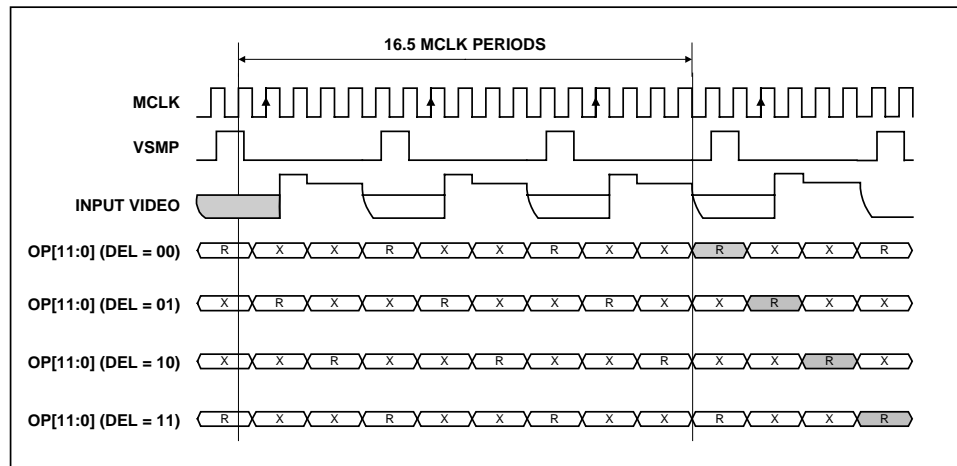 16.5 MCLK PERIODS
MCLK
VSMP
INPUT VIDEO
OP[11:0] (DEL = 00) R X X R X X R X X R X X R
OP[11:0] (DEL = 01) X R X X R X X R X X R X X
OP[11:0] (DEL = 10) X X R X X R X X R X X R X
OP[11:0] (DEL = 11) R X X R X X R X X R X X R